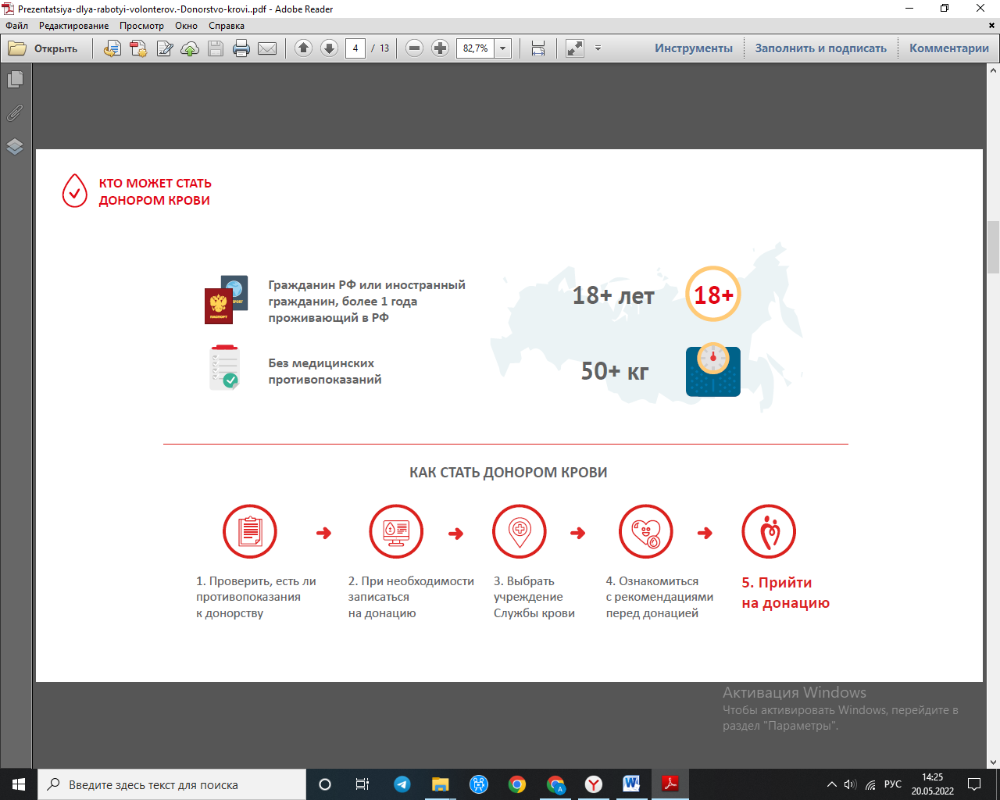 Prezentatsiya-dlya-rabotyi-volonterov.-Donorstvo-krovi..pdf - Adobe Reader
Файл Редактирование Просмотр Окно Справка
Открыть 4 / 13 82,7% Инструменты Заполнить и подписать Комментарии
КТО МОЖЕТ СТАТЬ
ДОНОРОМ КРОВИ
Гражданин РФ или иностранный
гражданин, более 1 года
проживающий в РФ
ПАСПОРТ
Без медицинских
противопоказаний
18+ лет
18+
50+ кг
КАК СТАТЬ ДОНОРОМ КРОВИ
1. Проверить, есть ли
противопоказания
к донорству
2. При необходимости
записаться
на донацию
3. Выбрать
учреждение
Службы крови
4. Ознакомиться
с рекомендациями
перед донацией
5. Прийти
на донацию
Активация Windows
Чтобы активировать Windows, перейдите в
раздел "Параметры".
Введите здесь текст для поиска
РУС
14:25
20.05.2022